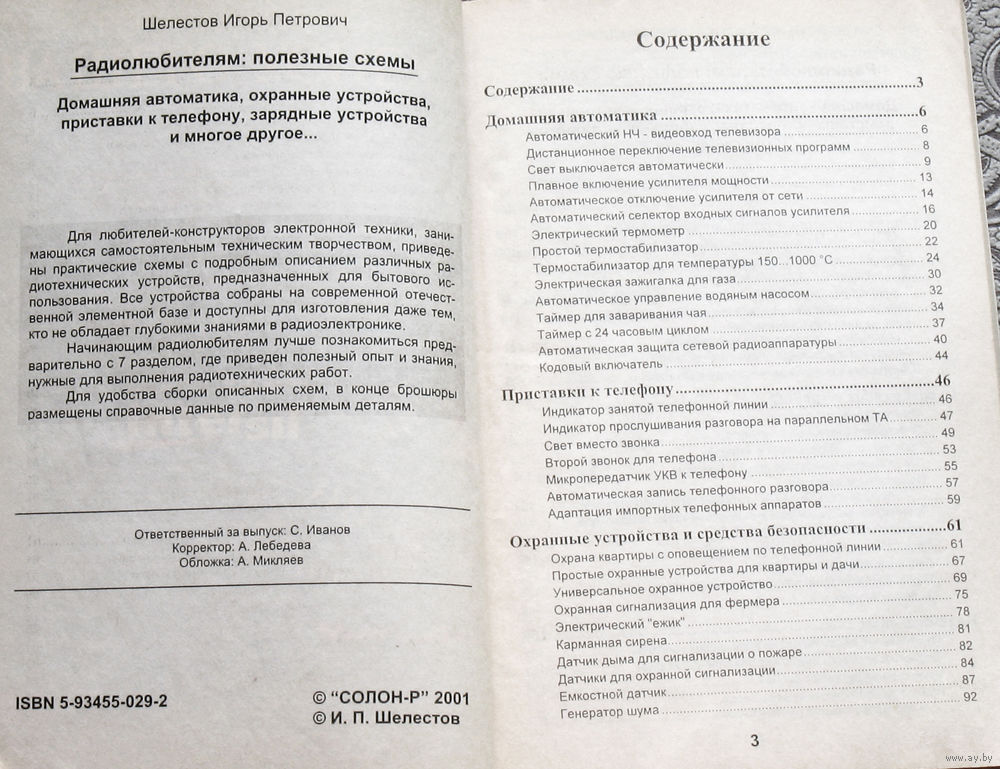 Шелестов Игорь Петрович
Радиолюбителям: полезные схемы
Домашняя автоматика, охранные устройства,
приставки к телефону, зарядные устройства
и многое другое...
Для любителей-конструкторов электронной техники, зани-
мающихся самостоятельным техническим творчеством, приведе-
ны практические схемы с подробным описанием различных ра-
диотехнических устройств, предназначенных для бытового ис-
пользования. Все устройства собраны на современной отечест-
венной элементной базе и доступны для изготовления даже тем,
кто не обладает глубокими знаниями в радиоэлектронике.
Начинающим радиолюбителям лучше познакомиться пред-
варительно с 7 разделом, где приведен полезный опыт и знания,
нужные для выполнения радиотехнических работ.
Для удобства сборки описанных схем, в конце брошюры
размещены справочные данные по применяемым деталям.
Ответственный за выпуск: С. Иванов
Корректор: А. Лебедева
Обложка: А. Микляев
ISBN 5-93455-029-2
© “СОЛОН-Р” 2001
© И. П. Шелестов
Содержание
Содержание...3
Домашняя автоматика...6
Автоматический НЧ - видеовход телевизора...6
Дистанционное переключение телевизионных программ...8
Свет выключается автоматически...9
Плавное включение усилителя мощности...13
Автоматическое отключение усилителя от сети...14
Автоматический селектор входных сигналов усилителя...16
Электрический термометр...20
Простой термостабилизатор...22
Термостабилизатор для температуры 150...1000 °С...24
Электрическая зажигалка для газа...30
Автоматическое управление водяным насосом...32
Таймер для заваривания чая...34
Таймер с 24 часовым циклом...37
Автоматическая защита сетевой радиоаппаратуры...40
Кодовый включатель...44
Приставки к телефону...46
Индикатор занятой телефонной линии...46
Индикатор прослушивания разговора на параллельном ТА...47
Свет вместо звонка...49
Второй звонок для телефона...53
Микропередатчик УКВ к телефону...55
Автоматическая запись телефонного разговора...57
Адаптация импортных телефонных аппаратов...59
Охранные устройства и средства безопасности...61
Охрана квартиры с оповещением по телефонной линии...61
Простые охранные устройства для квартиры и дачи...67
Универсальное охранное устройство...69
Охранная сигнализация для фермера...75
Электрический "ежик"...78
Карманная сирена...81
Датчик дыма для сигнализации о пожаре...82
Датчики для охранной сигнализации...84
Емкостной датчик...87
Генератор шума...92
3
www.ay.by